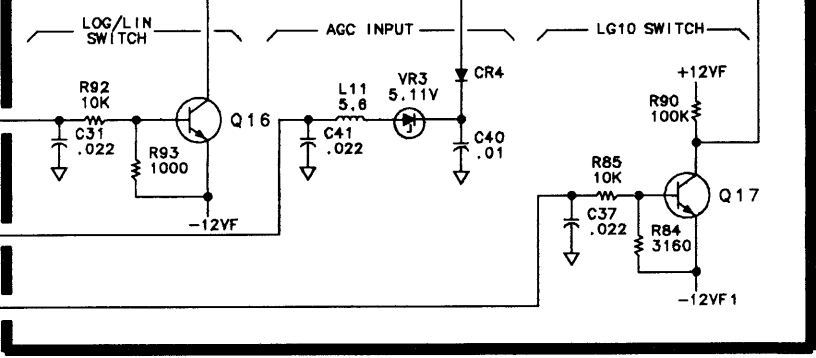 LOG/LIN
SWITCH
AGC INPUT
LG10 SWITCH
R92
10K
C31
.022
R93
1000
Q16
-12VF
L11
5.6
C41
.022
VR3
5.11V
CR4
C40
.01
+12VF
R90
100K
R85
10K
C37
.022
R84
3160
Q17
-12VF1